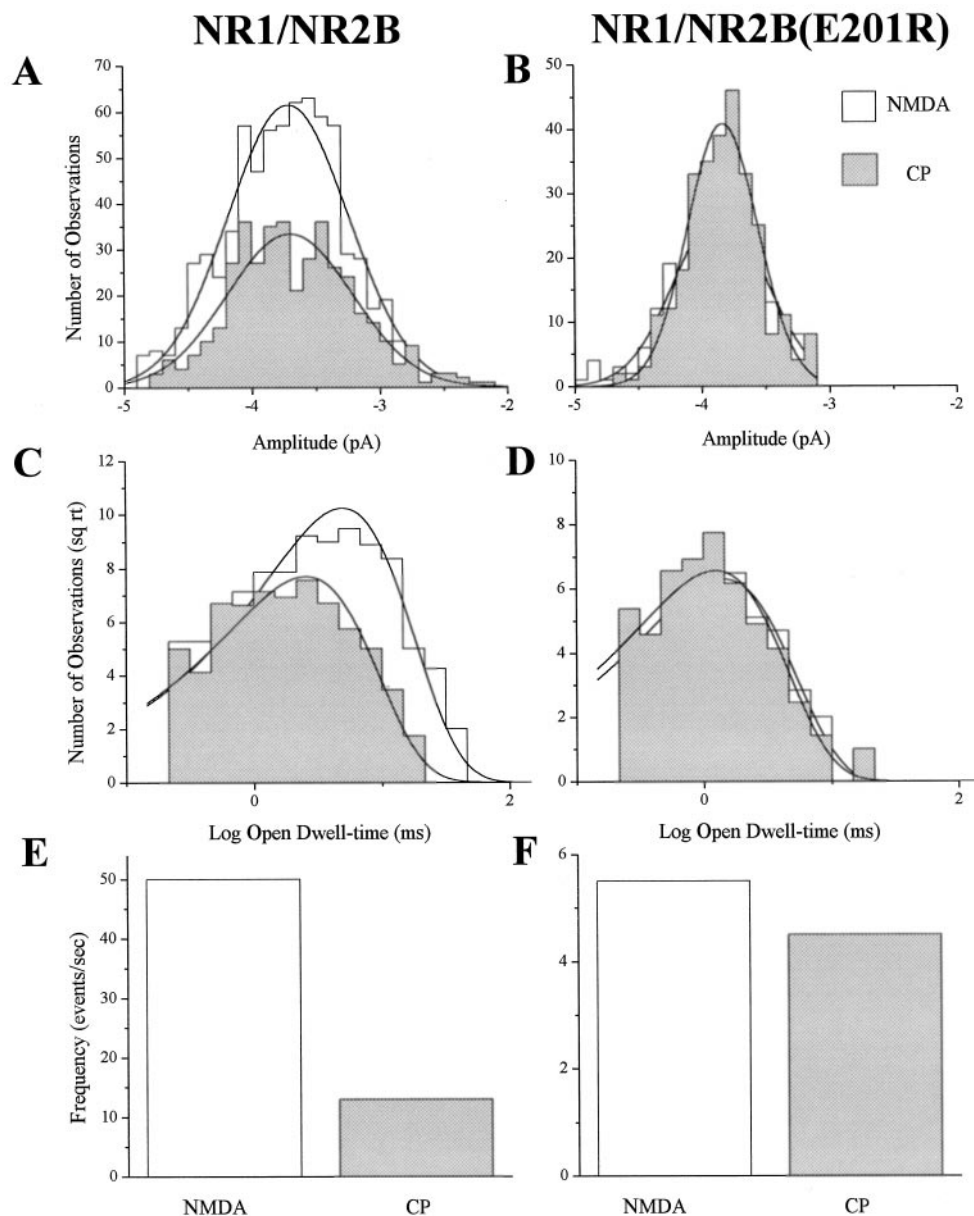 NR1/NR2B
NR1/NR2B(E201R)
A
70
60
50
40
30
20
10
0
-5
-4
-3
-2
Number of Observations
Amplitude (pA)
B
50
40
30
20
10
0
-5
-4
-3
-2
Amplitude (pA)
NMDA
CP
C
12
10
8
6
4
2
0
0
2
Number of Observations (sq rt)
Log Open Dwell-time (ms)
D
10
8
6
4
2
0
0
2
Log Open Dwell-time (ms)
E
50
40
30
20
10
0
Frequency (events/sec)
NMDA
CP
F
6
4
2
0
NMDA
CP